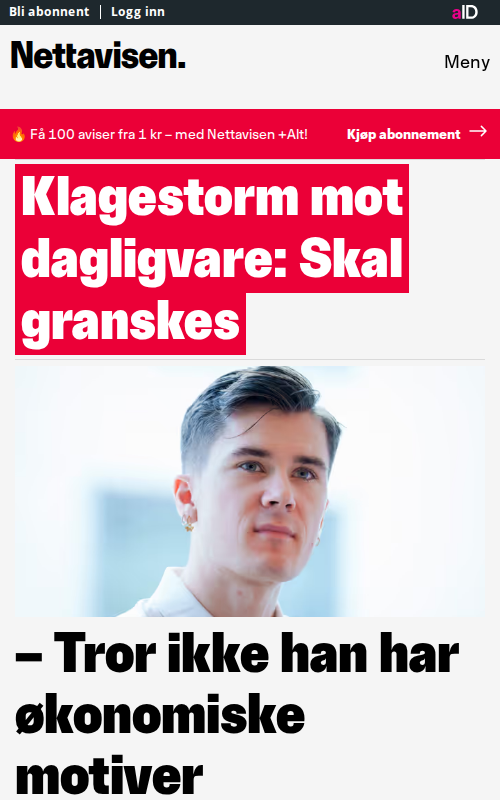 Bli abonnent | Logg inn
aID
Nettavisen.
Meny
🔥 Få 100 aviser fra 1 kr – med Nettavisen +Alt!
Kjøp abonnement →
Klagestorm mot
dagligvare: Skal
granskes
– Tror ikke han har
økonomiske
motiver